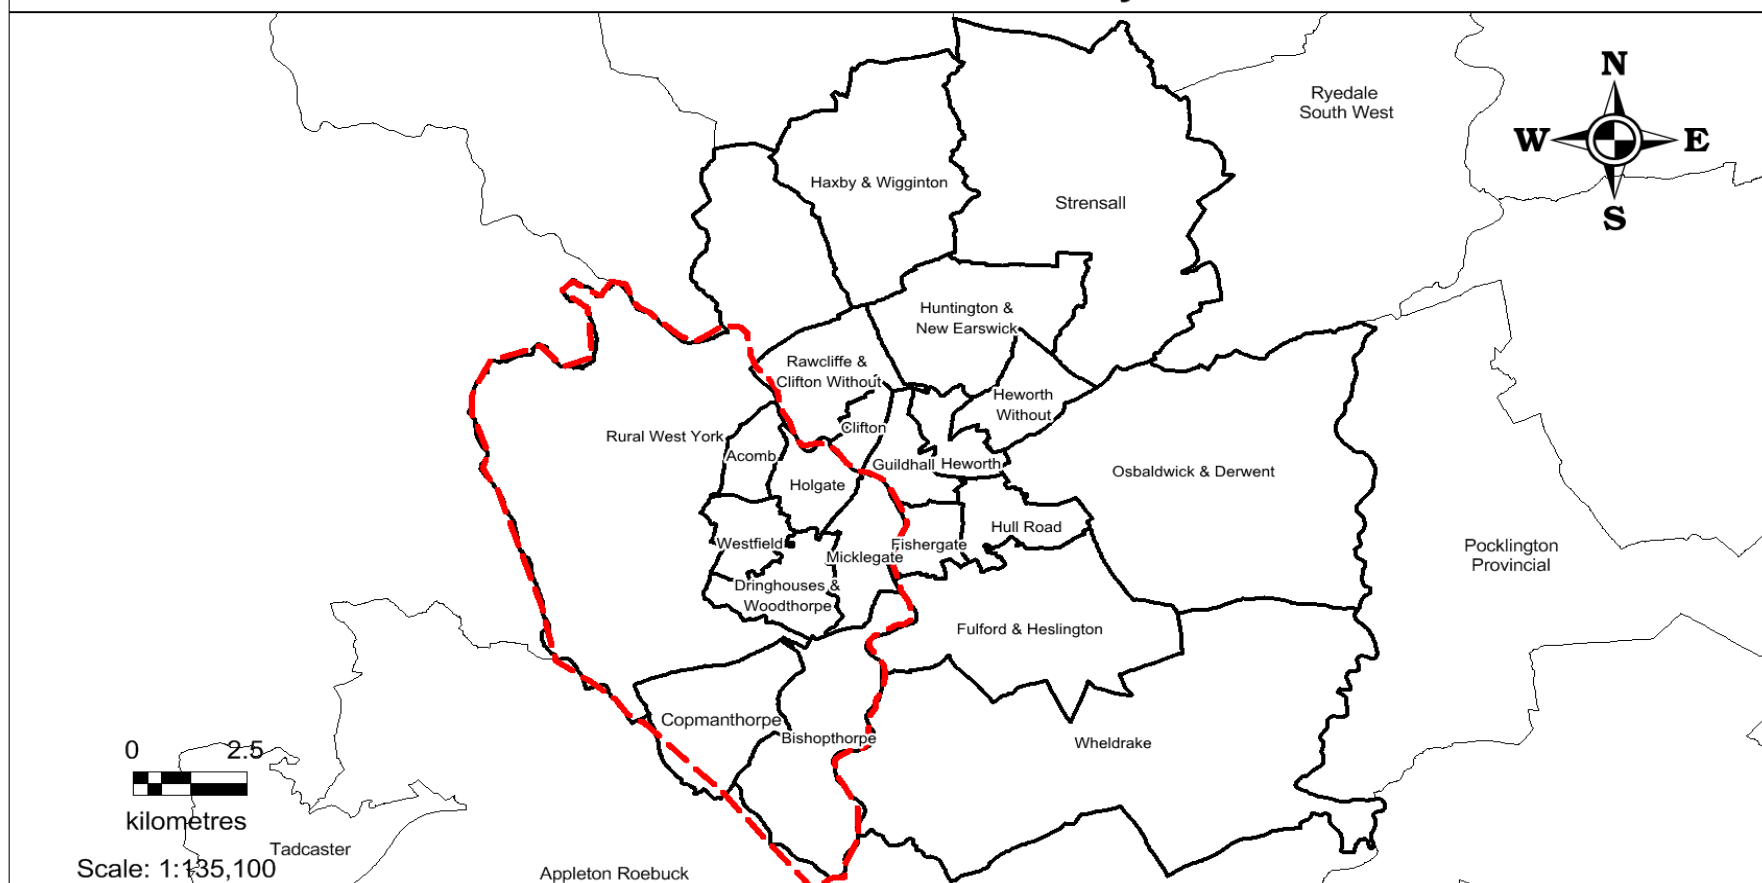 N
W
E
S
Ryedale
South West
Haxby & Wigginton
Strensall
Huntington &
New Earswick
Rawcliffe &
Clifton Without
Heworth
Without
Rural West York
Clifton
Acomb
Guildhall
Heworth
Osbaldwick & Derwent
Holgate
Hull Road
Westfield
Micklegate
Fishergate
Pocklington
Provincial
Dringhouses &
Woodthorpe
Fulford & Heslington
Copmanthorpe
Bishopthorpe
Wheldrake
0 2.5
kilometres
Tadcaster
Scale: 1:135,100
Appleton Roebuck